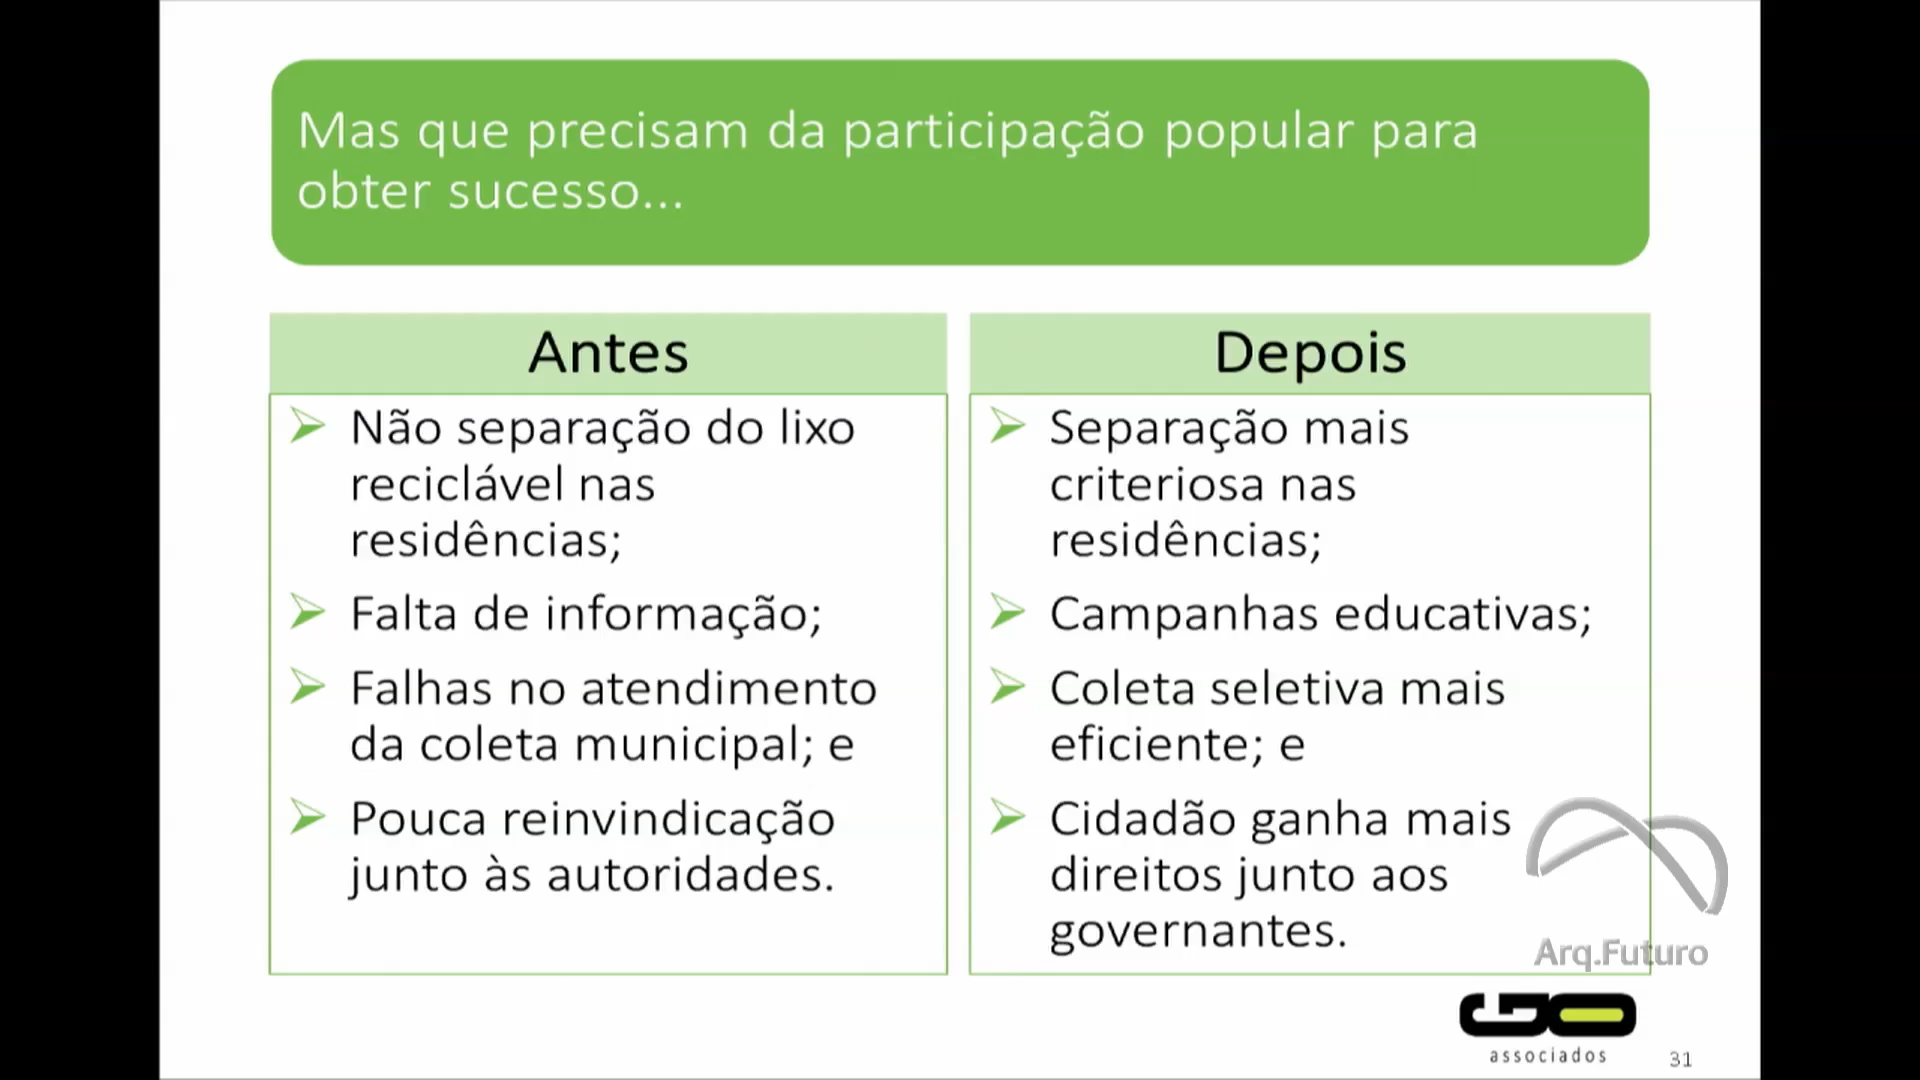 Mas que precisam da participação popular para
obter sucesso...
Antes
Não separação do lixo
reciclável nas
residências;
Falta de informação;
Falhas no atendimento
da coleta municipal; e
Pouca reinvindicação
junto às autoridades.
Depois
Separação mais
criteriosa nas
residências;
Campanhas educativas;
Coleta seletiva mais
eficiente; e
Cidadão ganha mais
direitos junto aos
governantes.
Arq.Futuro
GO
associados
31